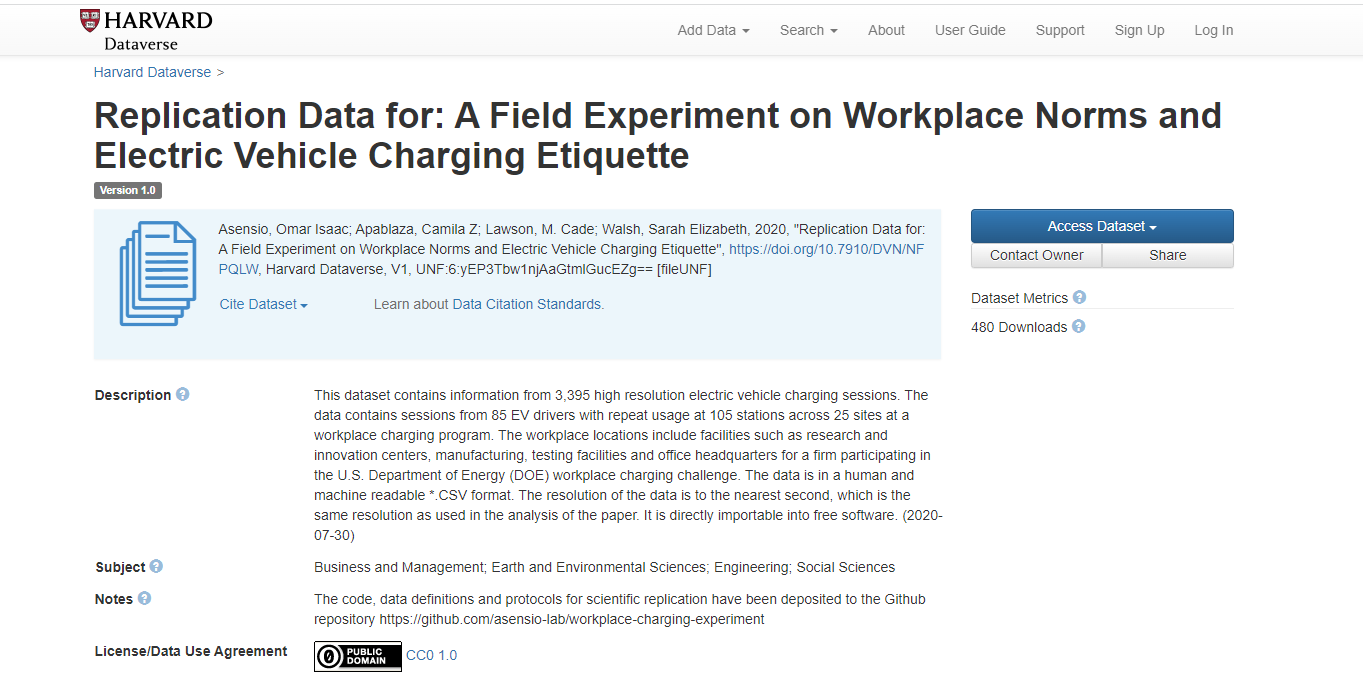 HARVARD
Dataverse
Add Data Search About User Guide Support Sign Up Log In
Harvard Dataverse >
Replication Data for: A Field Experiment on Workplace Norms and
Electric Vehicle Charging Etiquette
Version 1.0
Asensio, Omar Isaac; Apablaza, Camila Z; Lawson, M. Cade; Walsh, Sarah Elizabeth, 2020, "Replication Data for:
A Field Experiment on Workplace Norms and Electric Vehicle Charging Etiquette", https://doi.org/10.7910/DVN/NF
PQLW, Harvard Dataverse, V1, UNF:6:yEP3Tbw1njAaGtmlGucEZg== [fileUNF]
Cite Dataset Learn about Data Citation Standards.
Access Dataset
Contact Owner Share
Dataset Metrics ?
480 Downloads ?
Description ? This dataset contains information from 3,395 high resolution electric vehicle charging sessions. The
data contains sessions from 85 EV drivers with repeat usage at 105 stations across 25 sites at a
workplace charging program. The workplace locations include facilities such as research and
innovation centers, manufacturing, testing facilities and office headquarters for a firm participating in
the U.S. Department of Energy (DOE) workplace charging challenge. The data is in a human and
machine readable *.CSV format. The resolution of the data is to the nearest second, which is the
same resolution as used in the analysis of the paper. It is directly importable into free software. (2020-
07-30)
Subject ? Business and Management; Earth and Environmental Sciences; Engineering; Social Sciences
Notes ? The code, data definitions and protocols for scientific replication have been deposited to the Github
repository https://github.com/asensio-lab/workplace-charging-experiment
License/Data Use Agreement PUBLIC DOMAIN CC0 1.0